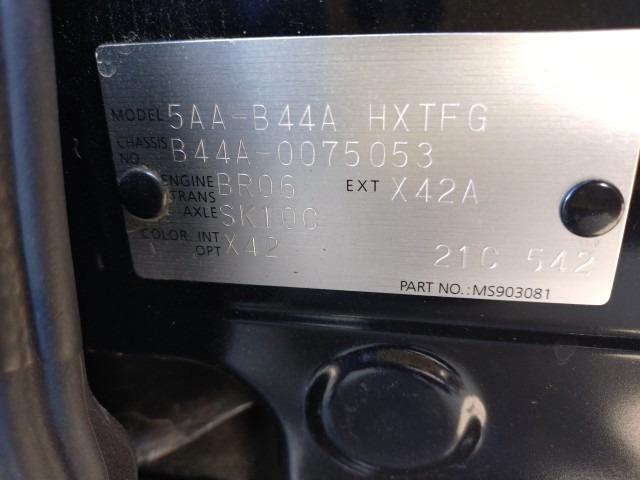 MODEL 5AA-B44A HXTFG
CHASSIS NO. B44A-0075053
ENGINE BR06 EXT X42A
TRANS AXLE SK10C
COLOR, INT OPT X42 21C 542
PART NO.:MS903081